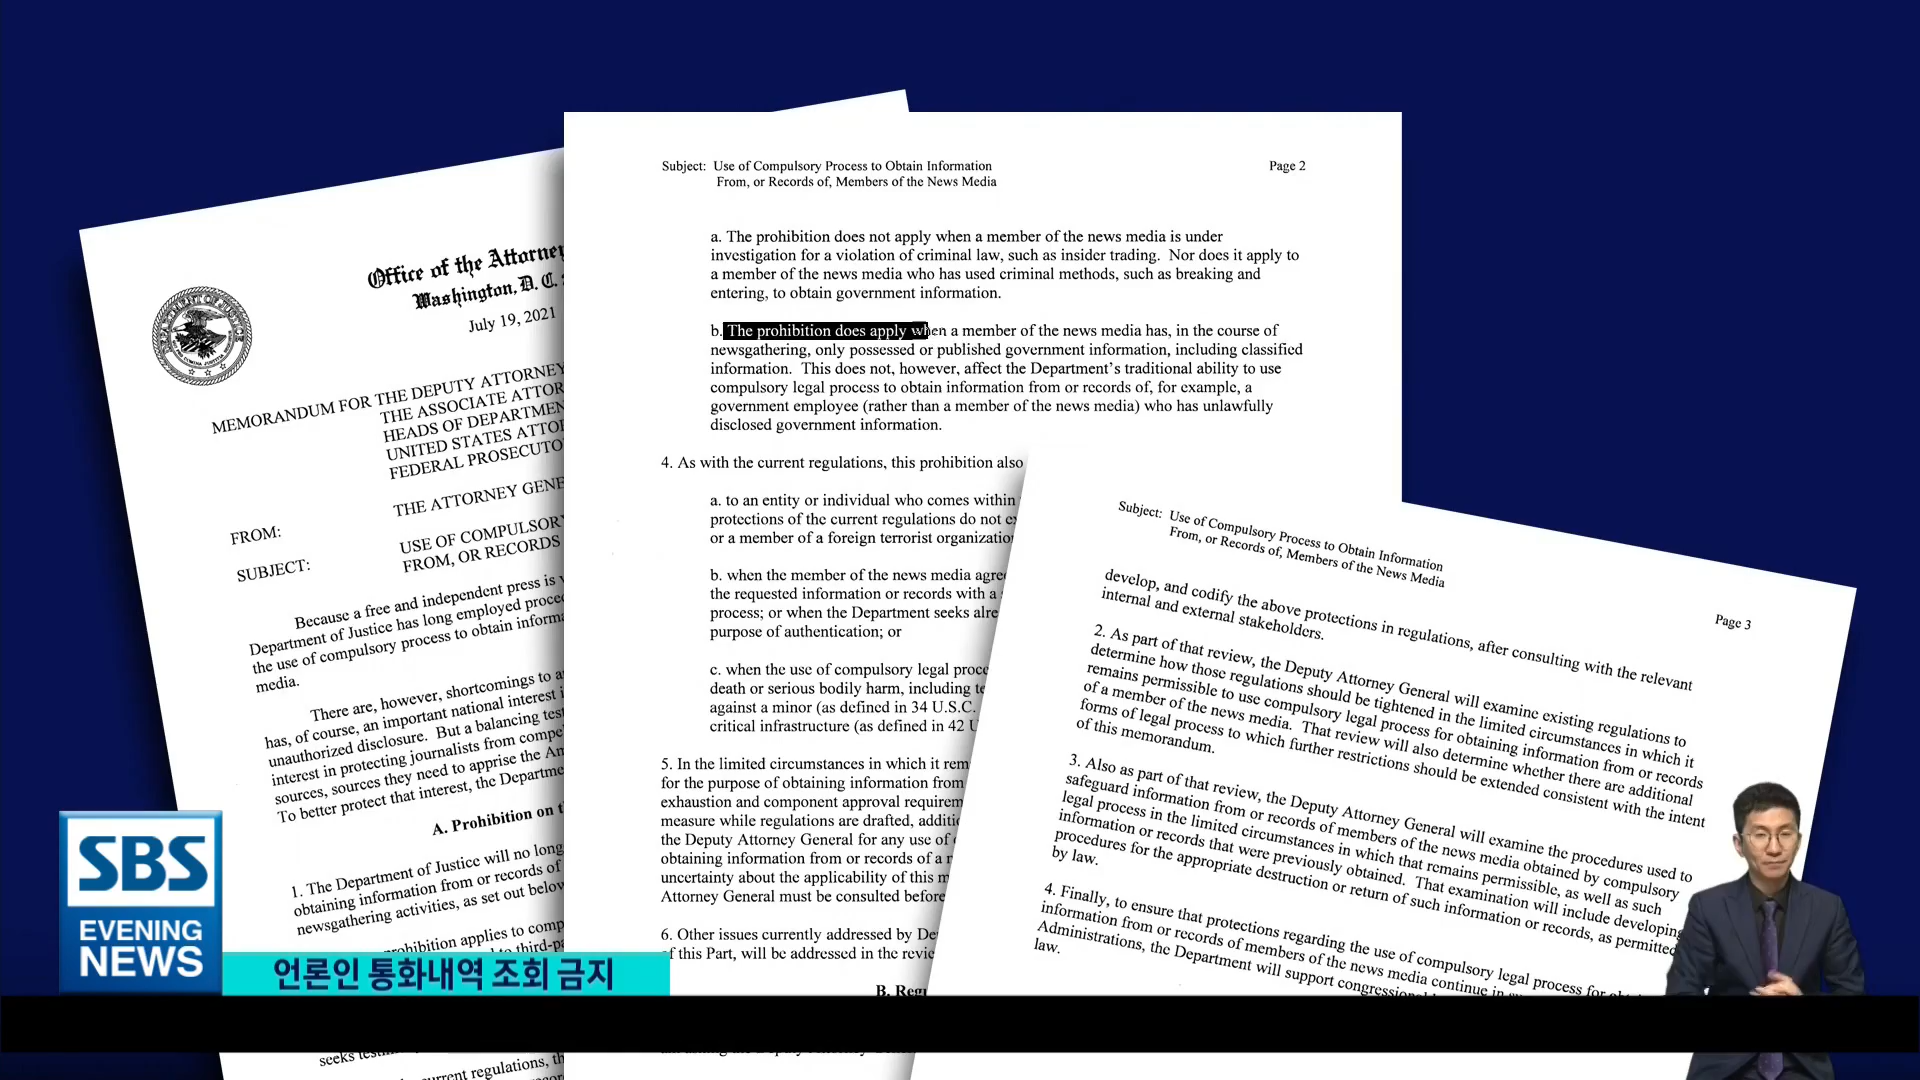 Office of the Attorney
Washington, D. C.
July 19, 2021
MEMORANDUM FOR THE DEPUTY ATTORNEY
THE ASSOCIATE ATTOR
HEADS OF DEPARTMEN
UNITED STATES ATTO
FEDERAL PROSECUTO
FROM:
THE ATTORNEY GENE
SUBJECT:
USE OF COMPULSORY
FROM, OR RECORDS
Because a free and independent press is
Department of Justice has long employed proced
the use of compulsory process to obtain informa
media.
There are, however, shortcomings to a
has, of course, an important national interest i
unauthorized disclosure. But a balancing test
interest in protecting journalists from compe
sources, sources they need to apprise the Am
To better protect that interest, the Departm
A. Prohibition on t
1. The Department of Justice will no long
obtaining information from or records of
newsgathering activities, as set out below
rohibition applies to comp
to third-pa
seeks
urrent regulations, th
Subject: Use of Compulsory Process to Obtain Information
From, or Records of, Members of the News Media
Page 2
a. The prohibition does not apply when a member of the news media is under
investigation for a violation of criminal law, such as insider trading. Nor does it apply to
a member of the news media who has used criminal methods, such as breaking and
entering, to obtain government information.
b. The prohibition does apply when a member of the news media has, in the course of
newsgathering, only possessed or published government information, including classified
information. This does not, however, affect the Department's traditional ability to use
compulsory legal process to obtain information from or records of, for example, a
government employee (rather than a member of the news media) who has unlawfully
disclosed government information.
4. As with the current regulations, this prohibition also
a. to an entity or individual who comes within
protections of the current regulations do not ex
or a member of a foreign terrorist organizatio
b. when the member of the news media agre
the requested information or records with a
process; or when the Department seeks alre
purpose of authentication; or
c. when the use of compulsory legal proce
death or serious bodily harm, including te
against a minor (as defined in 34 U.S.C.
critical infrastructure (as defined in 42 U
5. In the limited circumstances in which it rem
for the purpose of obtaining information from
exhaustion and component approval requirem
measure while regulations are drafted, additio
the Deputy Attorney General for any use of
obtaining information from or records of a
uncertainty about the applicability of this m
Attorney General must be consulted before
6. Other issues currently addressed by De
of this Part, will be addressed in the revie
B. Regu
Subject: Use of Compulsory Process to Obtain Information
From, or Records of, Members of the News Media
Page 3
develop, and codify the above protections in regulations, after consulting with the relevant
internal and external stakeholders.
2. As part of that review, the Deputy Attorney General will examine existing regulations to
determine how those regulations should be tightened in the limited circumstances in which it
remains permissible to use compulsory legal process for obtaining information from or records
of a member of the news media. That review will also determine whether there are additional
forms of legal process to which further restrictions should be extended consistent with the intent
of this memorandum.
3. Also as part of that review, the Deputy Attorney General will examine the procedures used to
safeguard information from or records of members of the news media obtained by compulsory
legal process in the limited circumstances in which that remains permissible, as well as such
information or records that were previously obtained. That examination will include developing
procedures for the appropriate destruction or return of such information or records, as permitted
by law.
4. Finally, to ensure that protections regarding the use of compulsory legal process for
information from or records of members of the news media continue in
Administrations, the Department will support congressional
law.
SBS
EVENING
NEWS
언론인 통화내역 조회 금지